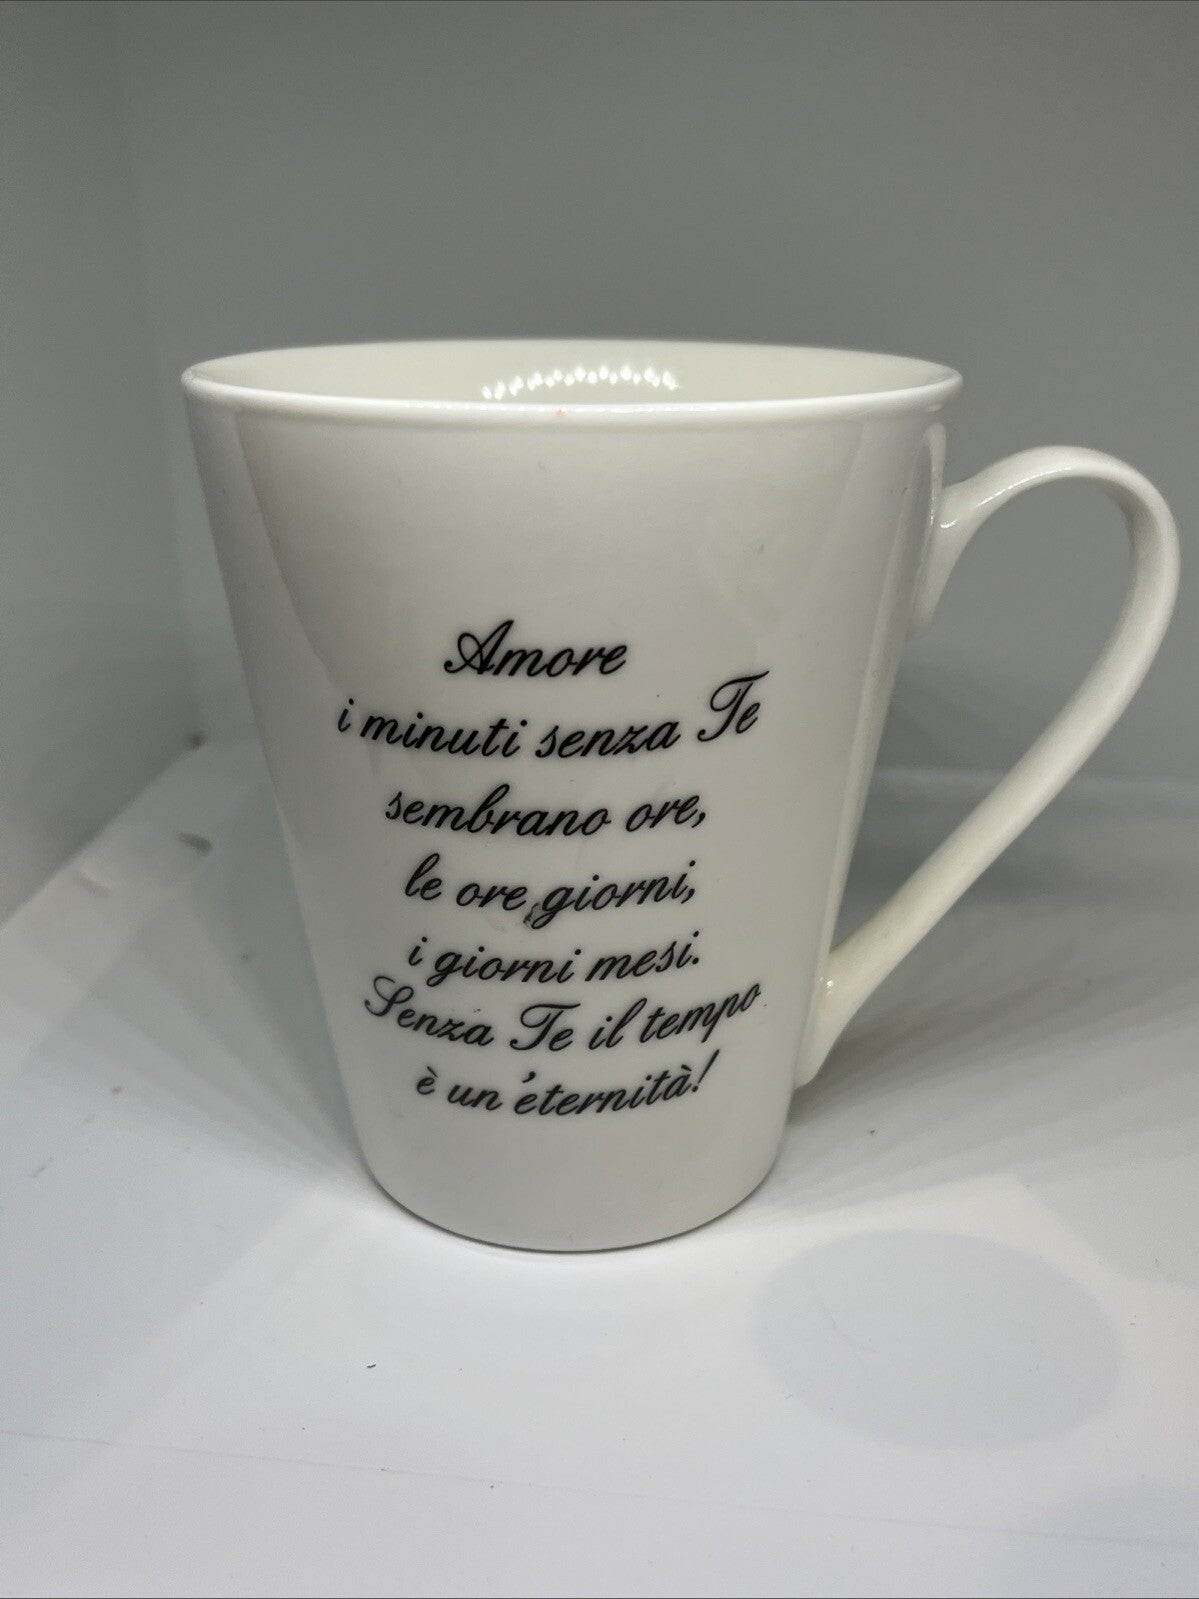 Amore
i minuti senza Te
sembrano ore,
le ore giorni,
i giorni mesi.
Senza Te il tempo
è un'eternità!